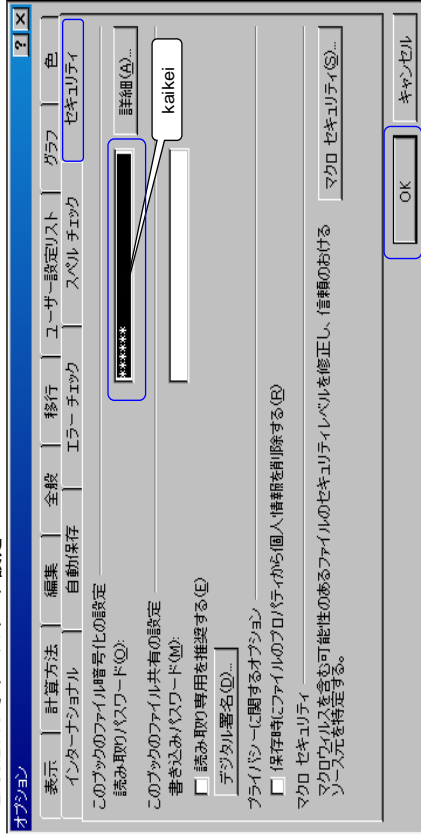 オプション
? ×
表示 計算方法 編集 全般 移行 ユーザー設定リスト グラフ 色
インターナショナル 自動保存 エラー チェック スペル チェック セキュリティ
このブックのファイル暗号化の設定
読み取りパスワード(O):
******
詳細(A)...
kaikei
このブックのファイル共有の設定
書き込みパスワード(M):
読み取り専用を推奨する(E)
デジタル署名(D)...
プライバシーに関するオプション
保存時にファイルのプロパティから個人情報を削除する(R)
マクロ セキュリティ
マクロウィルスを含む可能性のあるファイルのセキュリティレベルを修正し、信頼のおける
ソース元を特定する。
マクロ セキュリティ(S)...
OK キャンセル